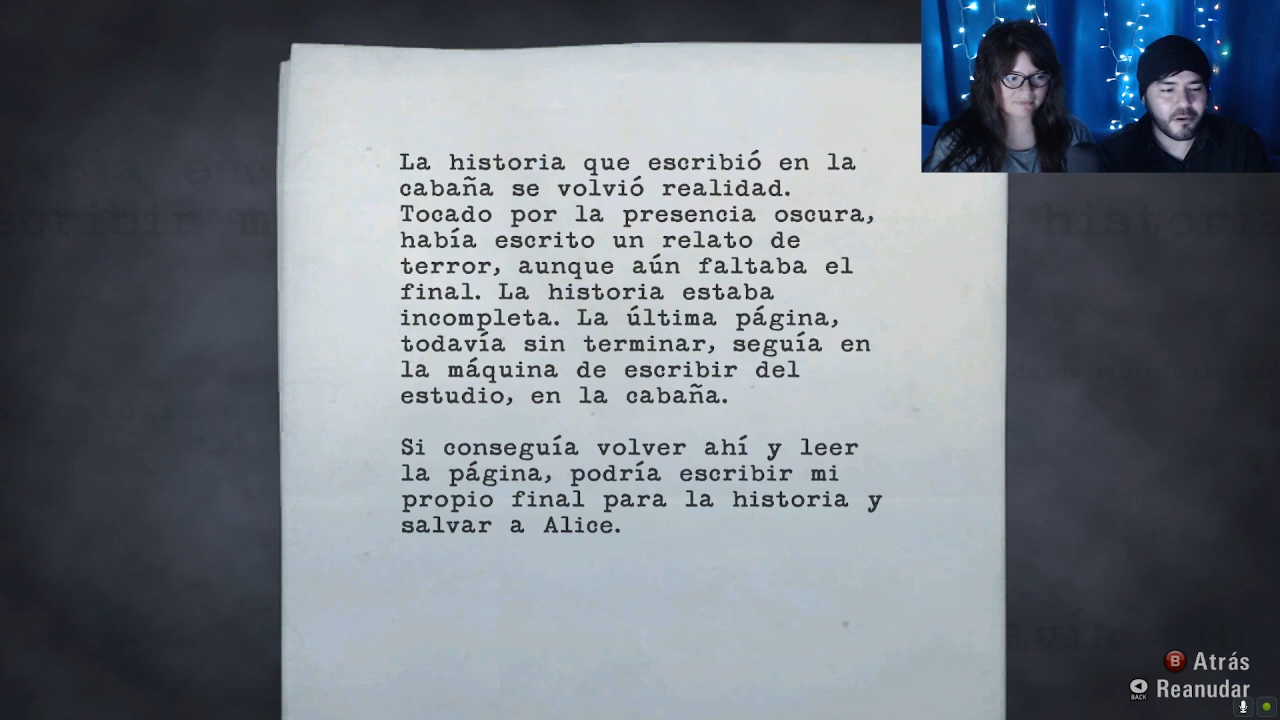 La historia que escribió en la
cabaña se volvió realidad.
Tocado por la presencia oscura,
había escrito un relato de
terror, aunque aún faltaba el
final. La historia estaba
incompleta. La última página,
todavía sin terminar, seguía en
la máquina de escribir del
estudio, en la cabaña.
Si conseguía volver ahí y leer
la página, podría escribir mi
propio final para la historia y
salvar a Alice.
B Atrás
BACK Reanudar